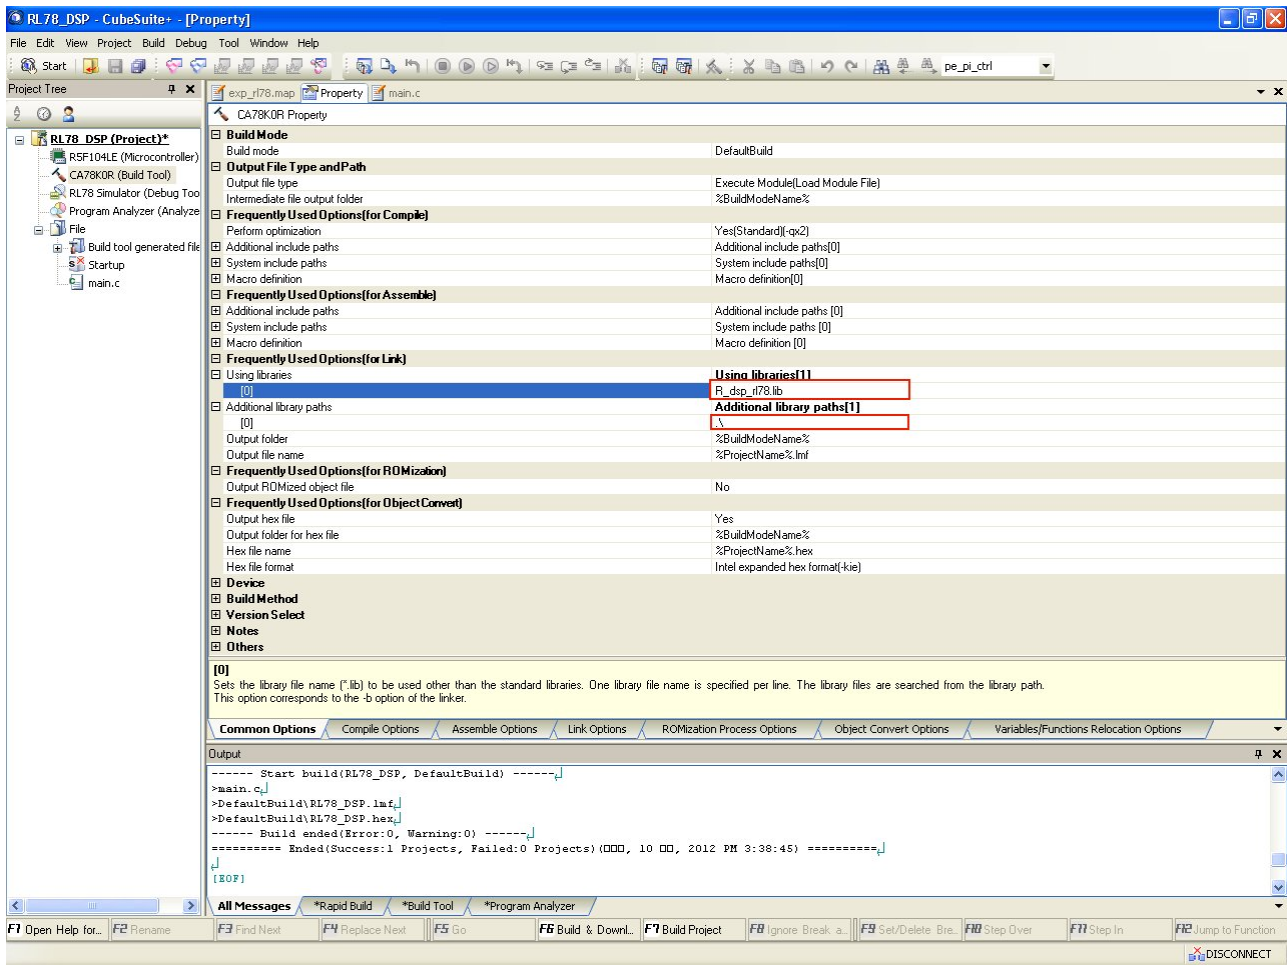 RL78_DSP - CubeSuite+ - [Property]
File Edit View Project Build Debug Tool Window Help
Start pe_pi_ctrl
Project Tree
exp_rl78.map Property main.c
CA78K0R Property
RL78_DSP (Project)*
R5F104LE (Microcontroller)
CA78K0R (Build Tool)
RL78 Simulator (Debug Too
Program Analyzer (Analyze
File
Build tool generated file
Startup
main.c
Build Mode
Build mode DefaultBuild
Output File Type and Path
Output file type Execute Module(Load Module File)
Intermediate file output folder %BuildModeName%
Frequently Used Options(for Compile)
Perform optimization Yes(Standard)(-qx2)
Additional include paths Additional include paths[0]
System include paths System include paths[0]
Macro definition Macro definition[0]
Frequently Used Options(for Assemble)
Additional include paths Additional include paths [0]
System include paths System include paths [0]
Macro definition Macro definition [0]
Frequently Used Options(for Link)
Using libraries Using libraries[1]
[0] R_dsp_rl78.lib
Additional library paths Additional library paths[1]
[0] .\
Output folder %BuildModeName%
Output file name %ProjectName%.lmf
Frequently Used Options(for ROMization)
Output ROMized object file No
Frequently Used Options(for Object Convert)
Output hex file Yes
Output folder for hex file %BuildModeName%
Hex file name %ProjectName%.hex
Hex file format Intel expanded hex format(-kie)
Device
Build Method
Version Select
Notes
Others
[0]
Sets the library file name (*.lib) to be used other than the standard libraries. One library file name is specified per line. The library files are searched from the library path.
This option corresponds to the -b option of the linker.
Common Options Compile Options Assemble Options Link Options ROMization Process Options Object Convert Options Variables/Functions Relocation Options
Output
------ Start build(RL78_DSP, DefaultBuild) ------
>main.c
>DefaultBuild\RL78_DSP.lmf
>DefaultBuild\RL78_DSP.hex
------ Build ended(Error:0, Warning:0) ------
========== Ended(Success:1 Projects, Failed:0 Projects)(□□□, 10 □□, 2012 PM 3:38:45) ==========
[EOF]
All Messages *Rapid Build *Build Tool *Program Analyzer
F1 Open Help for... F2 Rename F3 Find Next F4 Replace Next F5 Go F6 Build & Downl... F7 Build Project F8 Ignore Break a... F9 Set/Delete Bre... F10 Step Over F11 Step In F12 Jump to Function
DISCONNECT